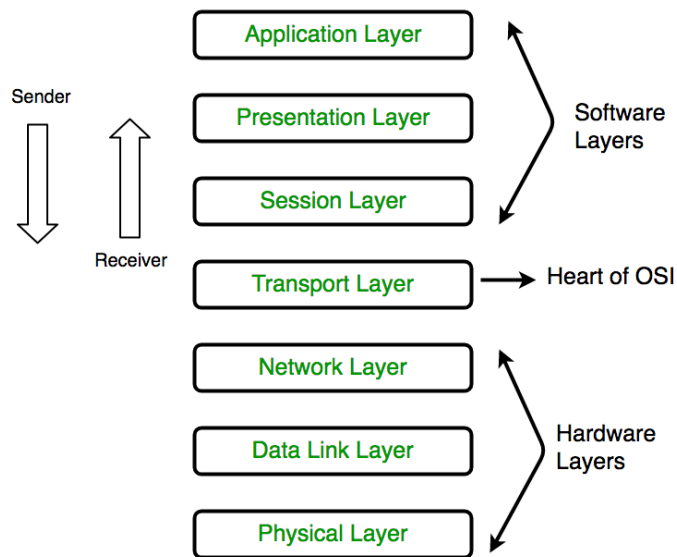 Application Layer
Sender
Presentation Layer
Software
Layers
Session Layer
Receiver
Transport Layer
Heart of OSI
Network Layer
Hardware
Layers
Data Link Layer
Physical Layer